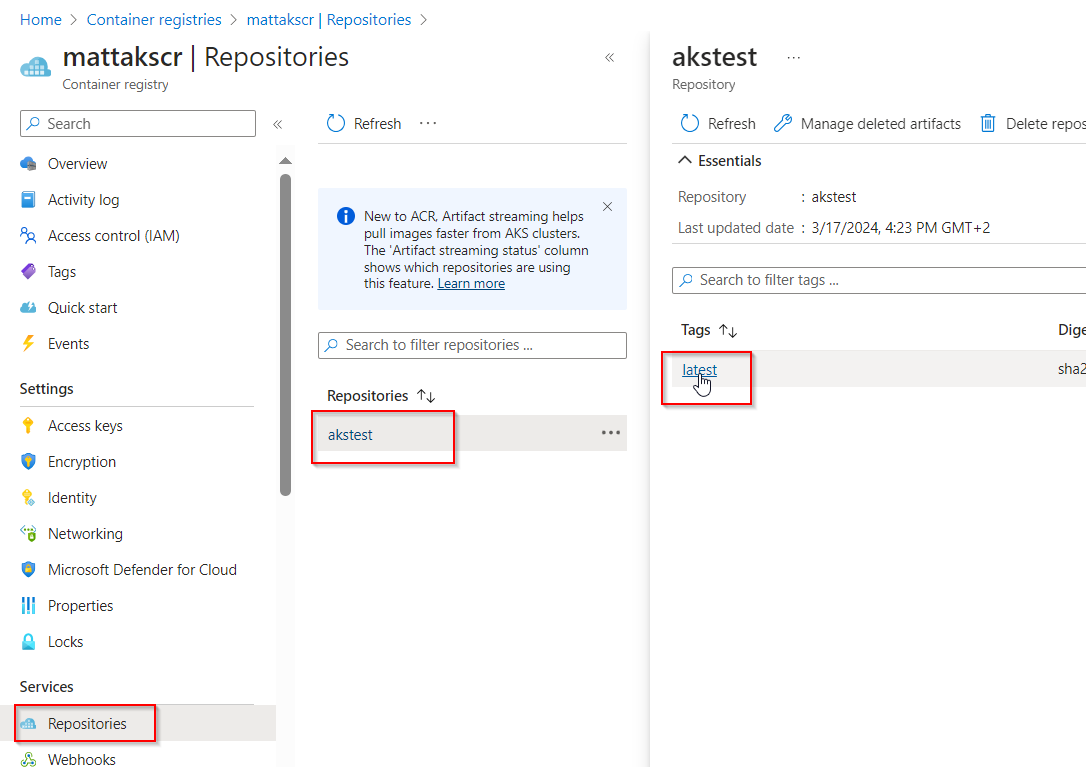 Home > Container registries > mattakscr | Repositories >
mattakscr | Repositories
Container registry
«
Search
«
Overview
Activity log
Access control (IAM)
Tags
Quick start
Events
Settings
Access keys
Encryption
Identity
Networking
Microsoft Defender for Cloud
Properties
Locks
Services
Repositories
Webhooks
Refresh ...
New to ACR, Artifact streaming helps
pull images faster from AKS clusters.
The 'Artifact streaming status' column
shows which repositories are using
this feature. Learn more
Search to filter repositories ...
Repositories ↑↓
akstest ...
akstest ...
Repository
Refresh Manage deleted artifacts Delete repos
Essentials
Repository : akstest
Last updated date : 3/17/2024, 4:23 PM GMT+2
Search to filter tags ...
Tags ↑↓ Dige
latest sha2